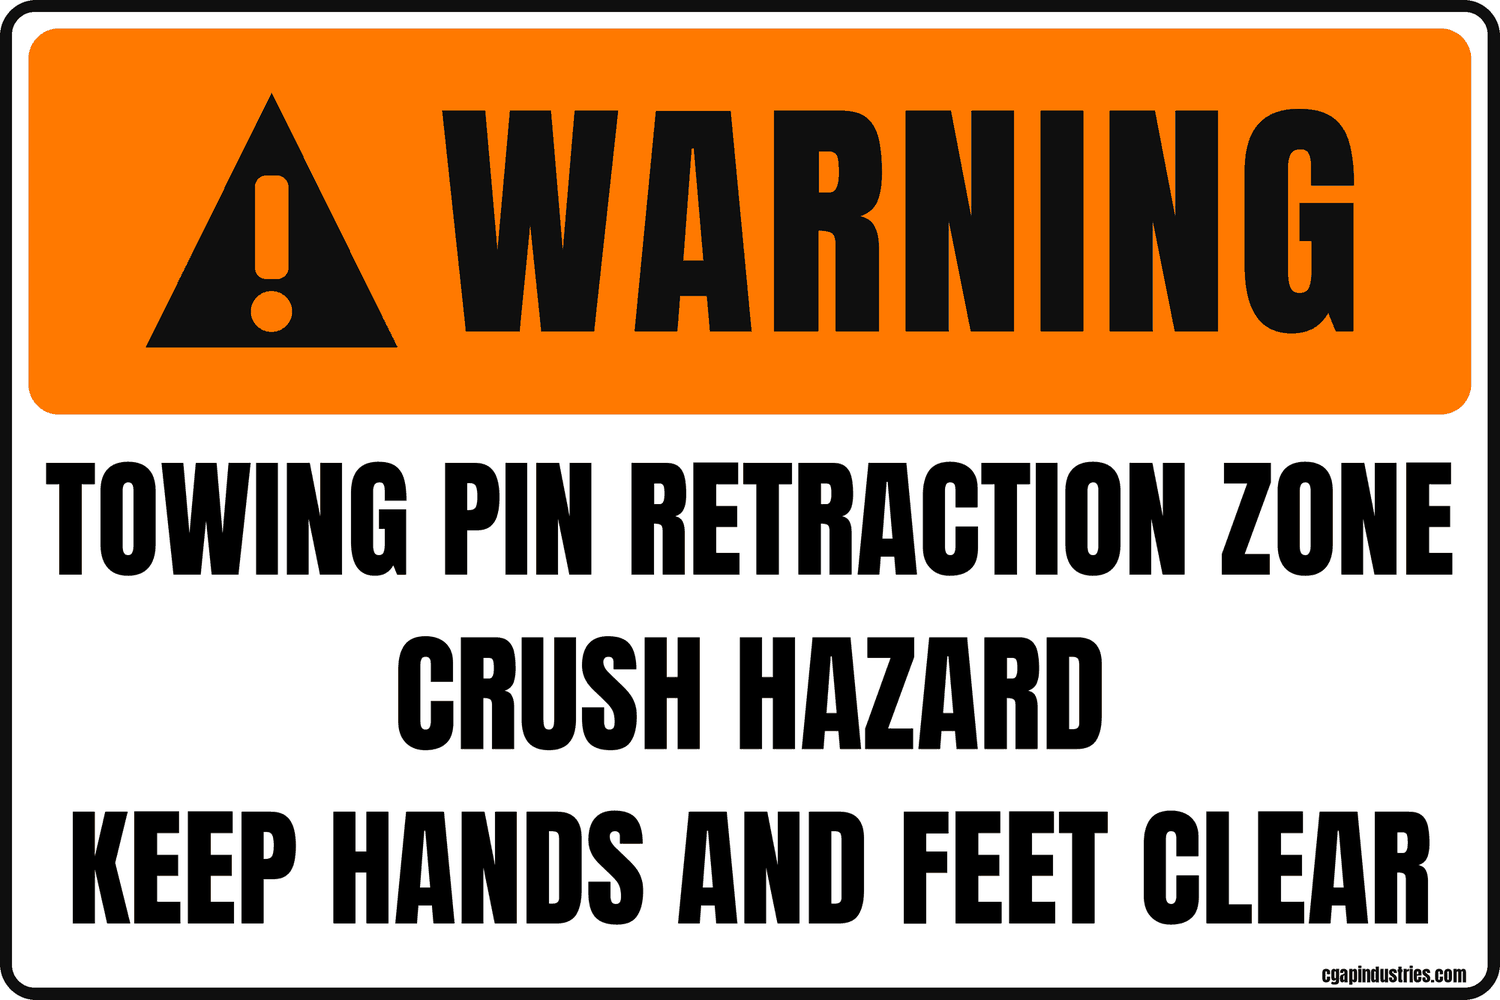 WARNING
TOWING PIN RETRACTION ZONE
CRUSH HAZARD
KEEP HANDS AND FEET CLEAR
cgapindustries.com